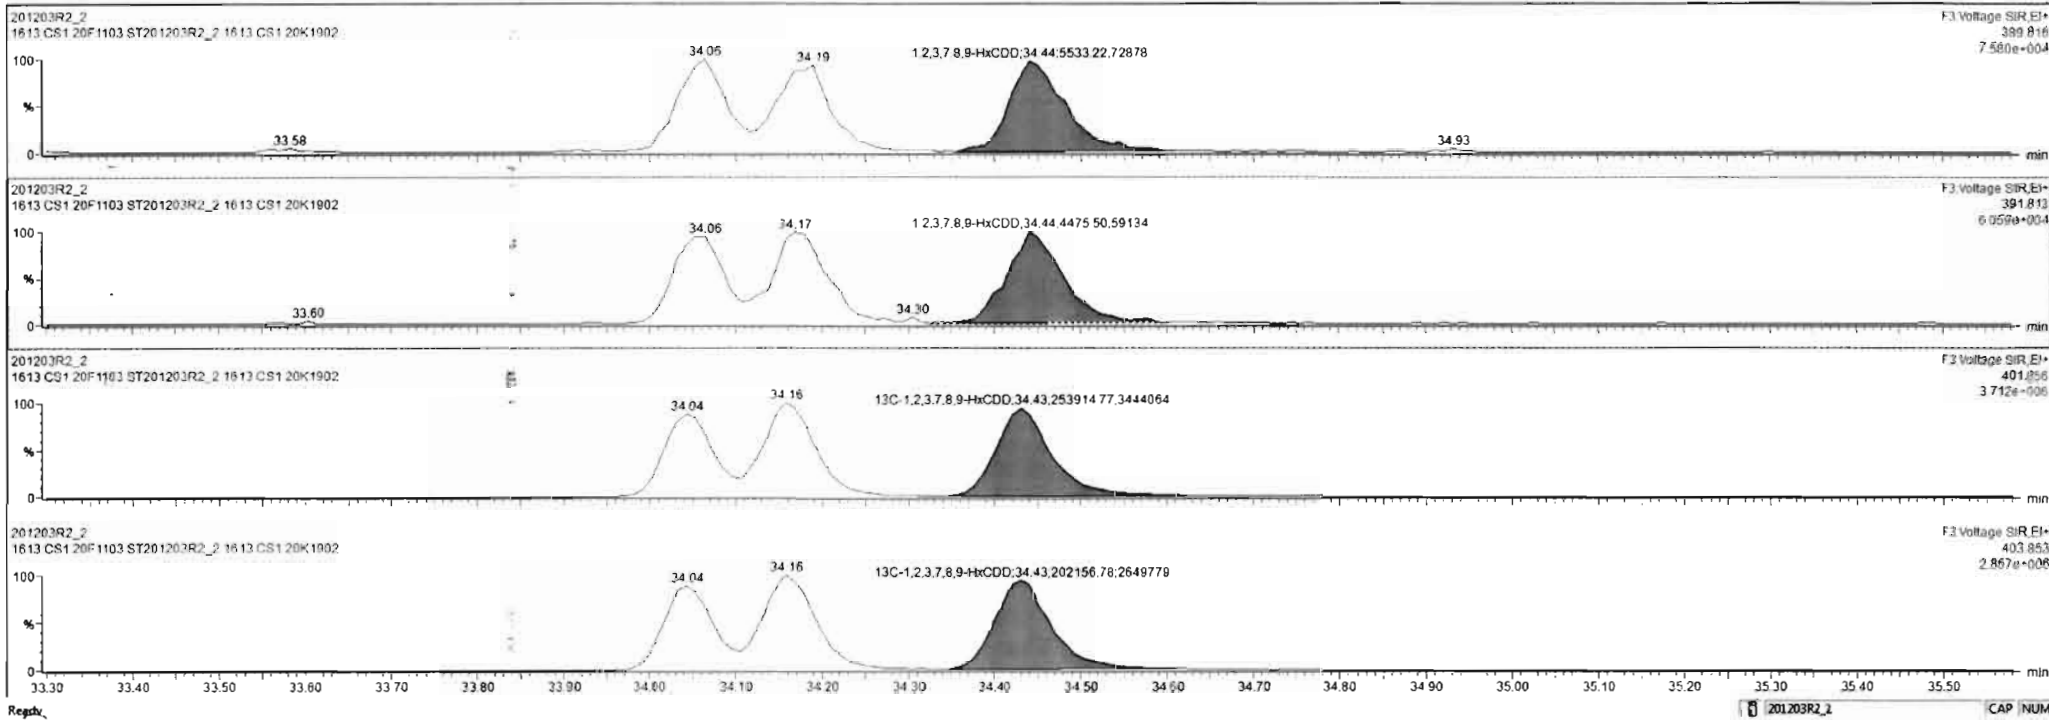 201203R2_2
F3:Voltage SIR,EI+
1613 CS1 20F1103 ST201203R2_2 1613 CS1 20K1902
389.816
7.580e+004
100
%
0
33.58
34.06
34.19
1,2,3,7,8,9-HxCDD;34.44;5533.22;72878
34.93
min
201203R2_2
F3:Voltage SIR,EI+
1613 CS1 20F1103 ST201203R2_2 1613 CS1 20K1902
391.813
6.059e+004
100
%
0
33.60
34.06
34.17
34.30
1,2,3,7,8,9-HxCDD;34.44;4475.50;59134
min
201203R2_2
F3:Voltage SIR,EI+
1613 CS1 20F1103 ST201203R2_2 1613 CS1 20K1902
401.856
3.712e+006
100
%
0
34.04
34.16
13C-1,2,3,7,8,9-HxCDD;34.43;253914.77;3444064
min
201203R2_2
F3:Voltage SIR,EI+
1613 CS1 20F1103 ST201203R2_2 1613 CS1 20K1902
403.853
2.867e+006
100
%
0
34.04
34.16
13C-1,2,3,7,8,9-HxCDD;34.43;202156.78;2649779
min
33.30 33.40 33.50 33.60 33.70 33.80 33.90 34.00 34.10 34.20 34.30 34.40 34.50 34.60 34.70 34.80 34.90 35.00 35.10 35.20 35.30 35.40 35.50
Ready
201203R2_2
CAP NUM